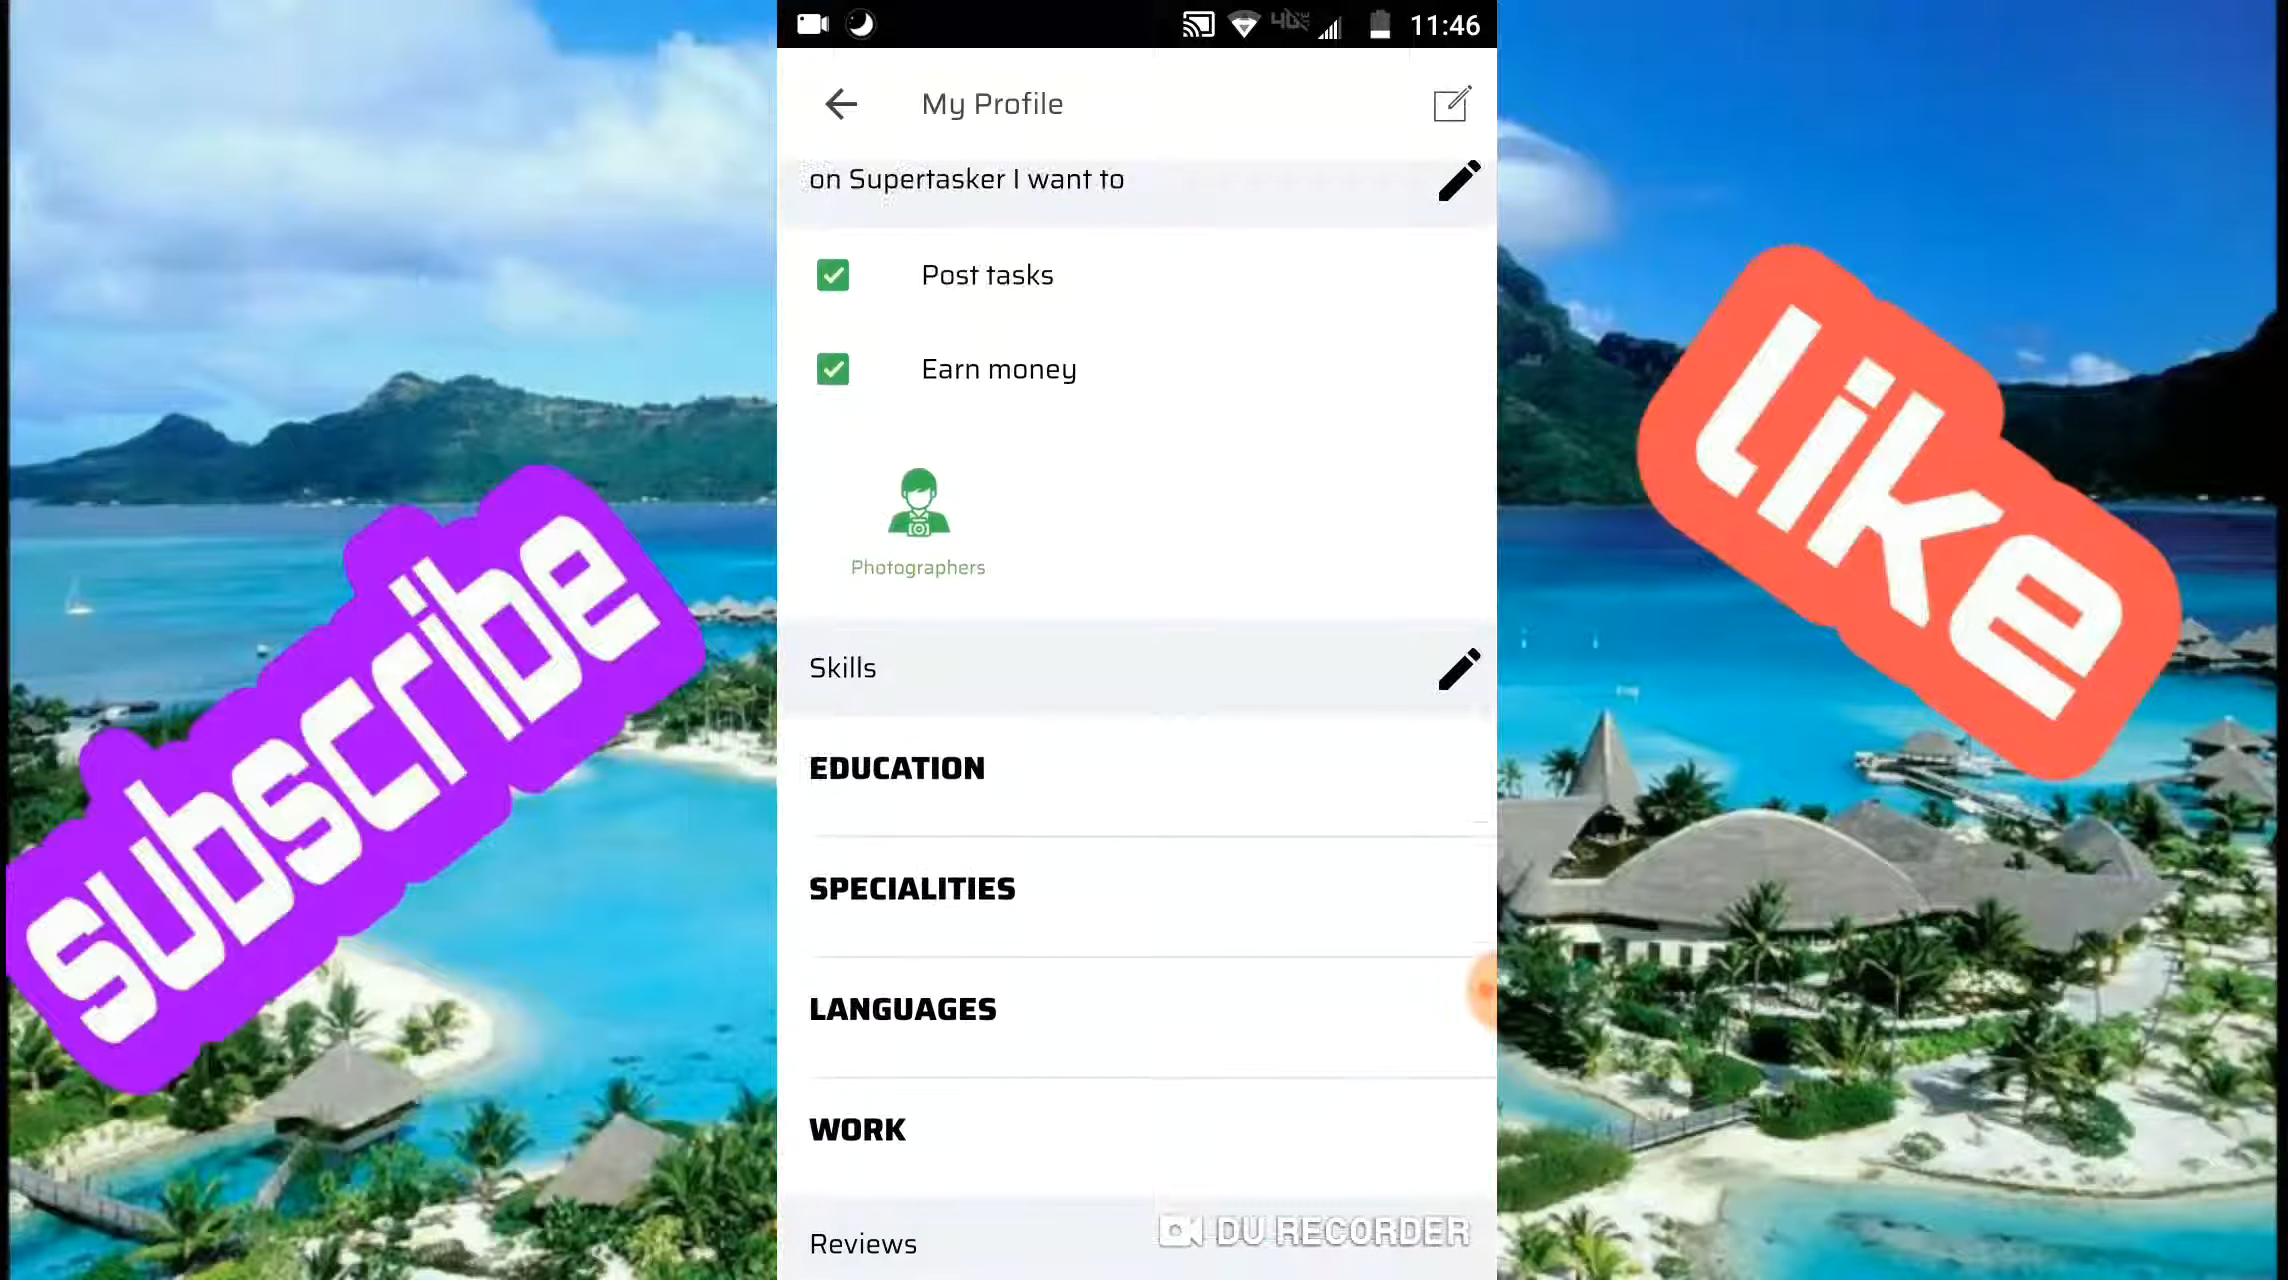 11:46
My Profile
on Supertasker I want to
Post tasks
Earn money
Photographers
Skills
EDUCATION
SPECIALITIES
LANGUAGES
WORK
Reviews
DU RECORDER
subscribe
like